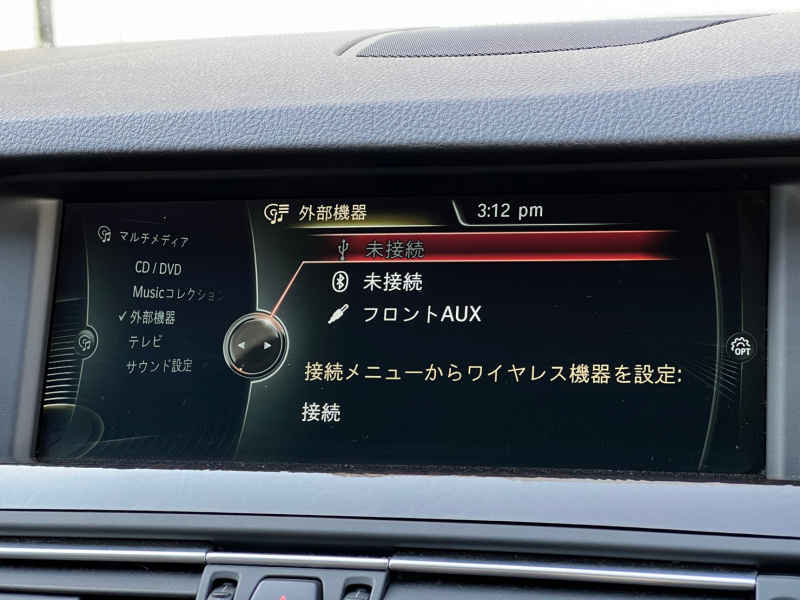 外部機器
3:12 pm
マルチメディア
CD / DVD
Musicコレクション
✓外部機器
テレビ
サウンド設定
未接続
未接続
フロントAUX
接続メニューからワイヤレス機器を設定:
接続
OPT